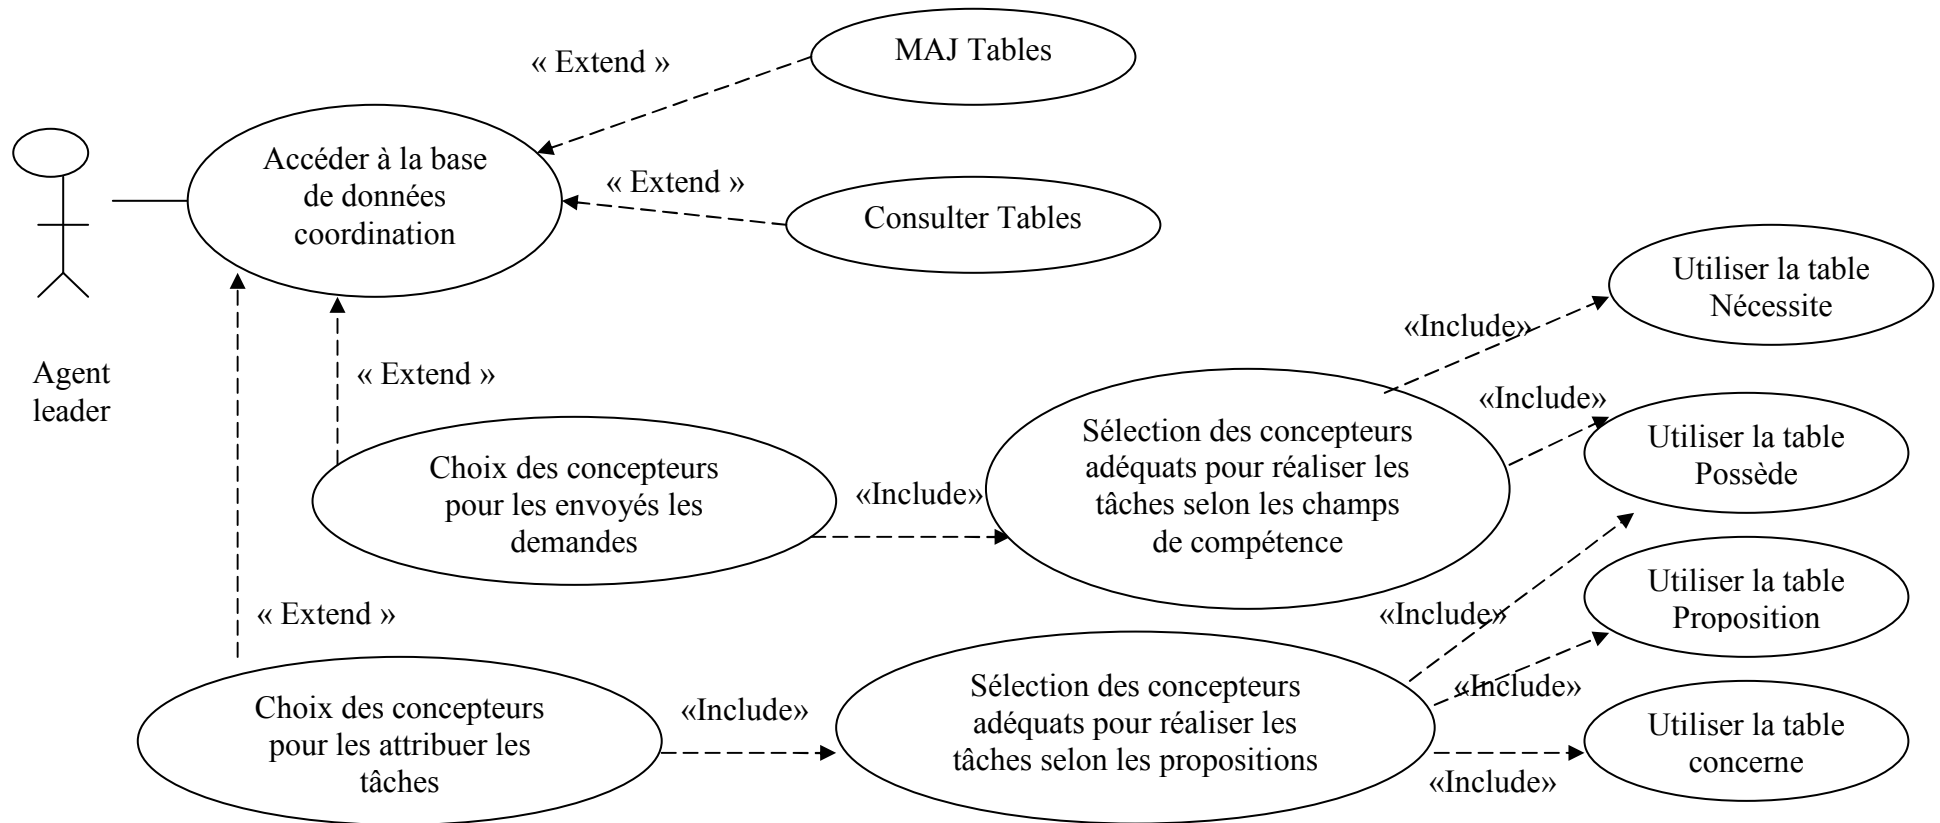 MAJ Tables
« Extend »
Accéder à la base
de données
coordination
« Extend »
Consulter Tables
Utiliser la table
Nécessite
«Include»
Agent
leader
« Extend »
«Include»
Utiliser la table
Possède
Choix des concepteurs
pour les envoyés les
demandes
«Include»
Sélection des concepteurs
adéquats pour réaliser les
tâches selon les champs
de compétence
Utiliser la table
Proposition
« Extend »
«Include»
Choix des concepteurs
pour les attribuer les
tâches
«Include»
Sélection des concepteurs
adéquats pour réaliser les
tâches selon les propositions
«Include»
Utiliser la table
concerne
«Include»